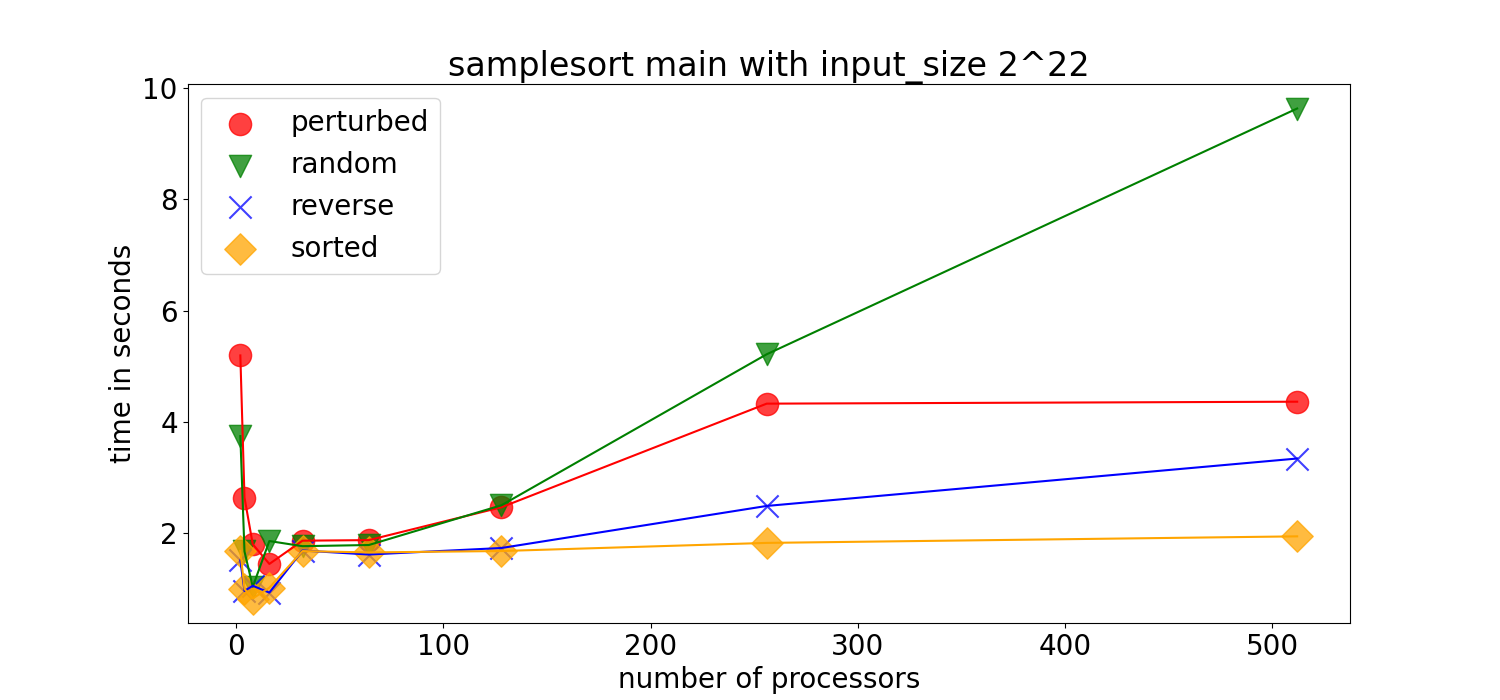 samplesort main with input_size 2^22
10
8
6
4
2
time in seconds
perturbed
random
reverse
sorted
0 100 200 300 400 500
number of processors